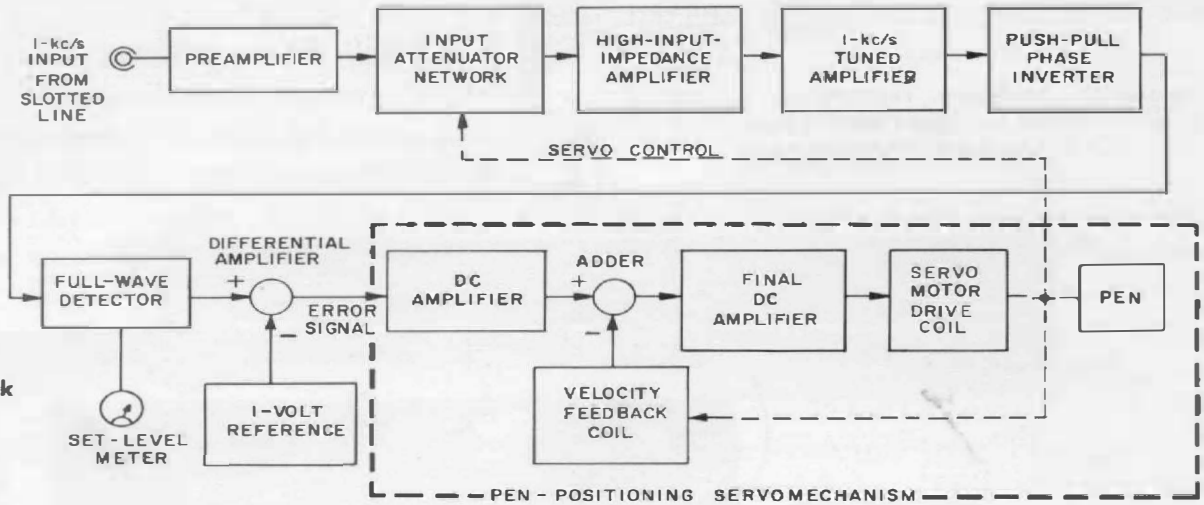 1-kc/s
INPUT
FROM
SLOTTED
LINE
PREAMPLIFIER
INPUT
ATTENUATOR
NETWORK
HIGH-INPUT-
IMPEDANCE
AMPLIFIER
1-kc/s
TUNED
AMPLIFIER
PUSH-PULL
PHASE
INVERTER
SERVO CONTROL
FULL-WAVE
DETECTOR
DIFFERENTIAL
AMPLIFIER
+
−
ERROR
SIGNAL
DC
AMPLIFIER
ADDER
+
−
FINAL
DC
AMPLIFIER
SERVO
MOTOR
DRIVE
COIL
PEN
k
SET-LEVEL
METER
1-VOLT
REFERENCE
VELOCITY
FEEDBACK
COIL
PEN-POSITIONING SERVOMECHANISM